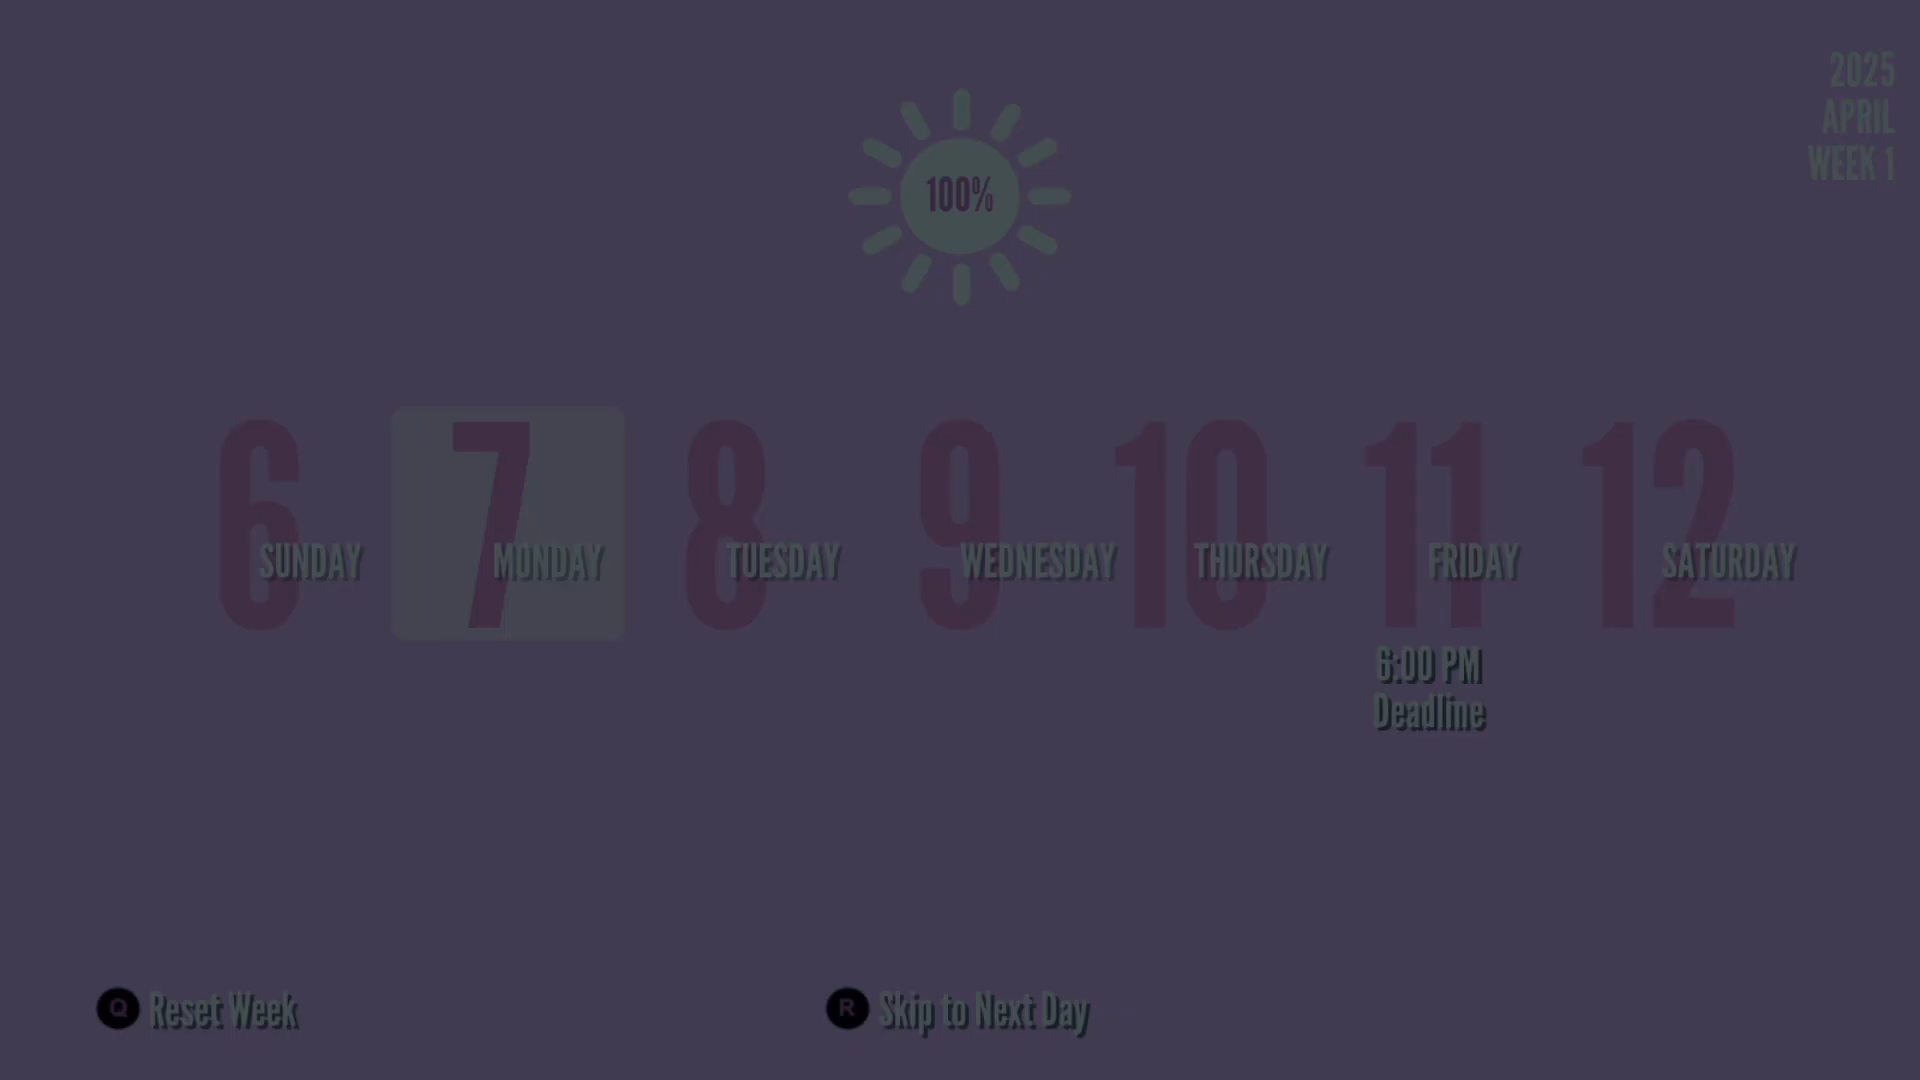 2025
APRIL
WEEK 1
100%
6 7 8 9 10 11 12
SUNDAY MONDAY TUESDAY WEDNESDAY THURSDAY FRIDAY SATURDAY
6:00 PM
Deadline
Q Reset Week
R Skip to Next Day